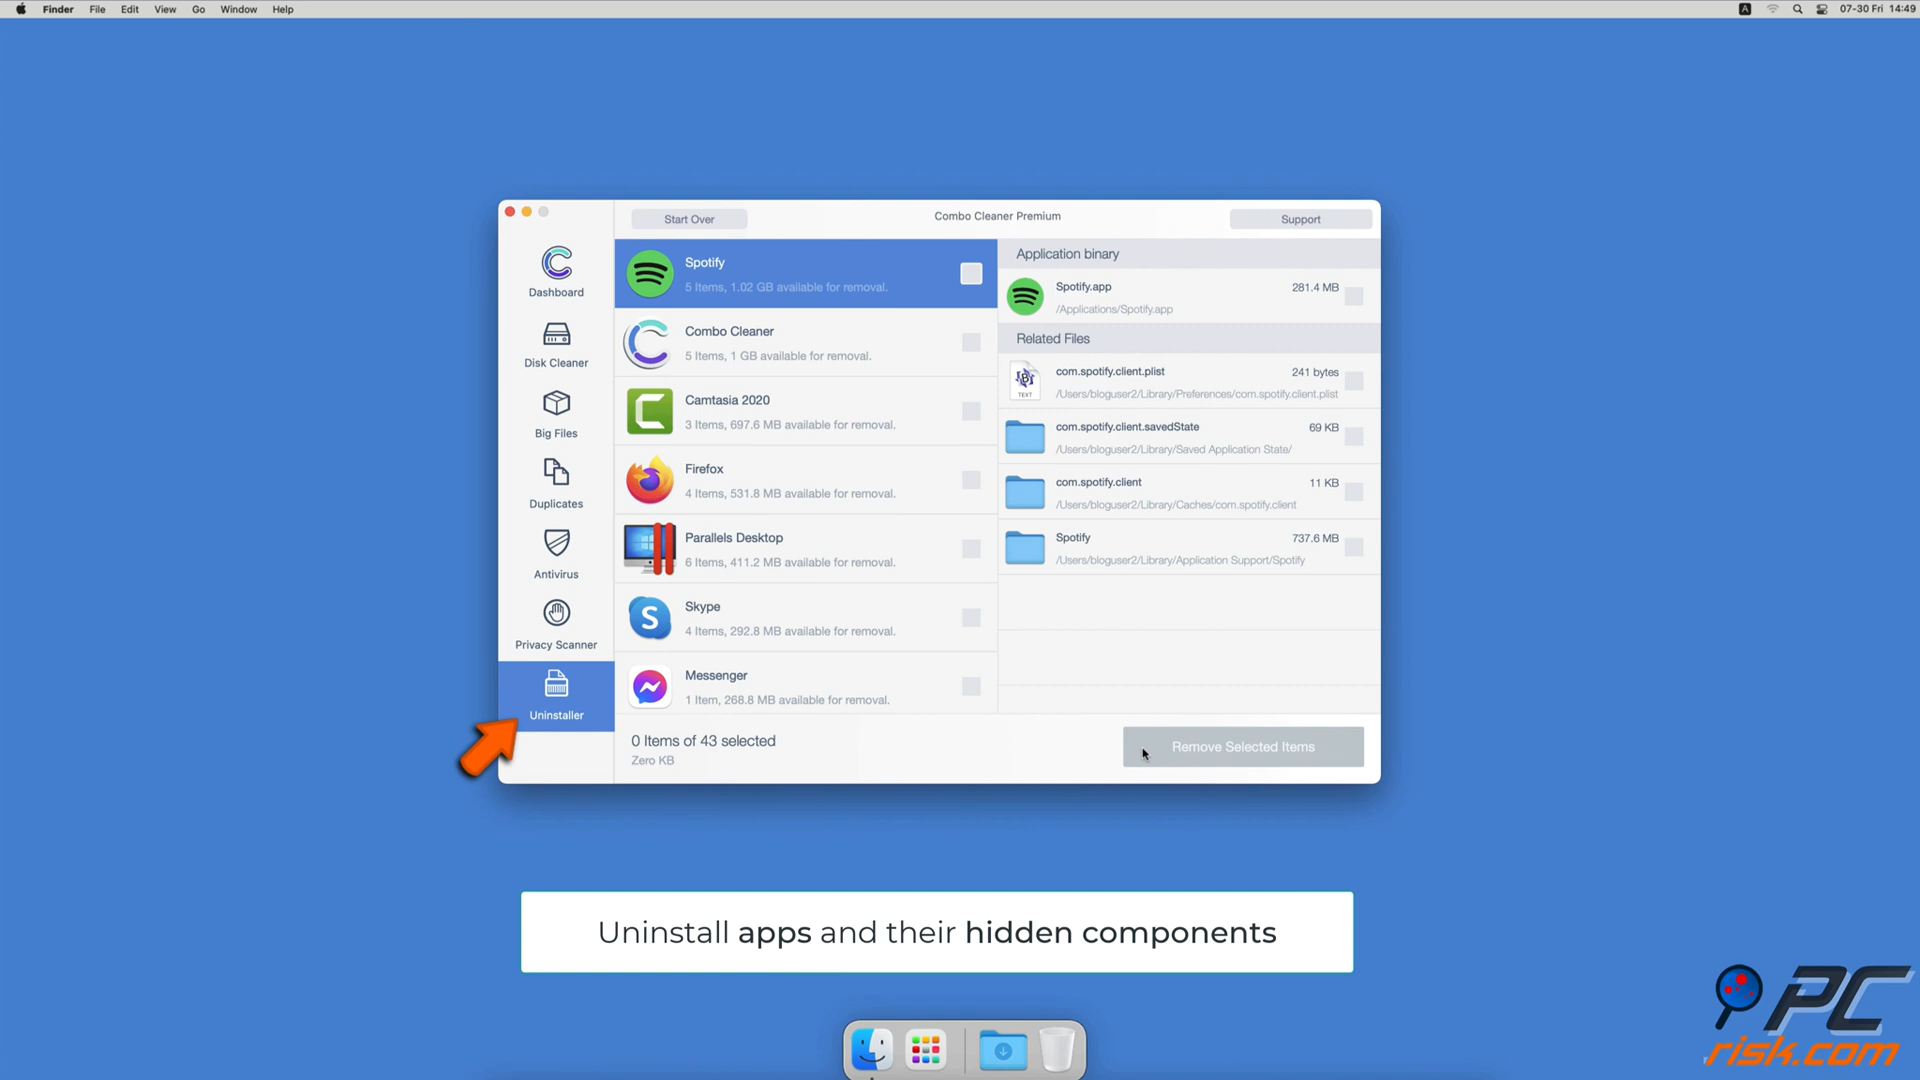 Finder File Edit View Go Window Help
A 07-30 Fri 14:49
Start Over
Combo Cleaner Premium
Support
Dashboard
Disk Cleaner
Big Files
Duplicates
Antivirus
Privacy Scanner
Uninstaller
Spotify
5 Items, 1.02 GB available for removal.
Combo Cleaner
5 Items, 1 GB available for removal.
Camtasia 2020
3 Items, 697.6 MB available for removal.
Firefox
4 Items, 531.8 MB available for removal.
Parallels Desktop
6 Items, 411.2 MB available for removal.
Skype
4 Items, 292.8 MB available for removal.
Messenger
1 Item, 268.8 MB available for removal.
Application binary
Spotify.app 281.4 MB
/Applications/Spotify.app
Related Files
com.spotify.client.plist 241 bytes
TEXT
/Users/bloguser2/Library/Preferences/com.spotify.client.plist
com.spotify.client.savedState 69 KB
/Users/bloguser2/Library/Saved Application State/
com.spotify.client 11 KB
/Users/bloguser2/Library/Caches/com.spotify.client
Spotify 737.6 MB
/Users/bloguser2/Library/Application Support/Spotify
0 Items of 43 selected
Zero KB
Remove Selected Items
Uninstall apps and their hidden components
PC
risk.com